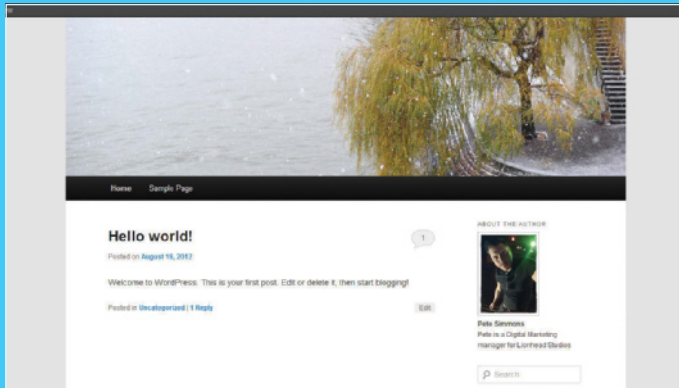 Home Sample Page
Hello world!
1
Posted on August 19, 2012
Welcome to WordPress. This is your first post. Edit or delete it, then start blogging!
Posted in Uncategorized | 1 Reply
Edit
ABOUT THE AUTHOR
Pete Simmons
Pete is a Digital Marketing
manager for Lionhead Studios
Search